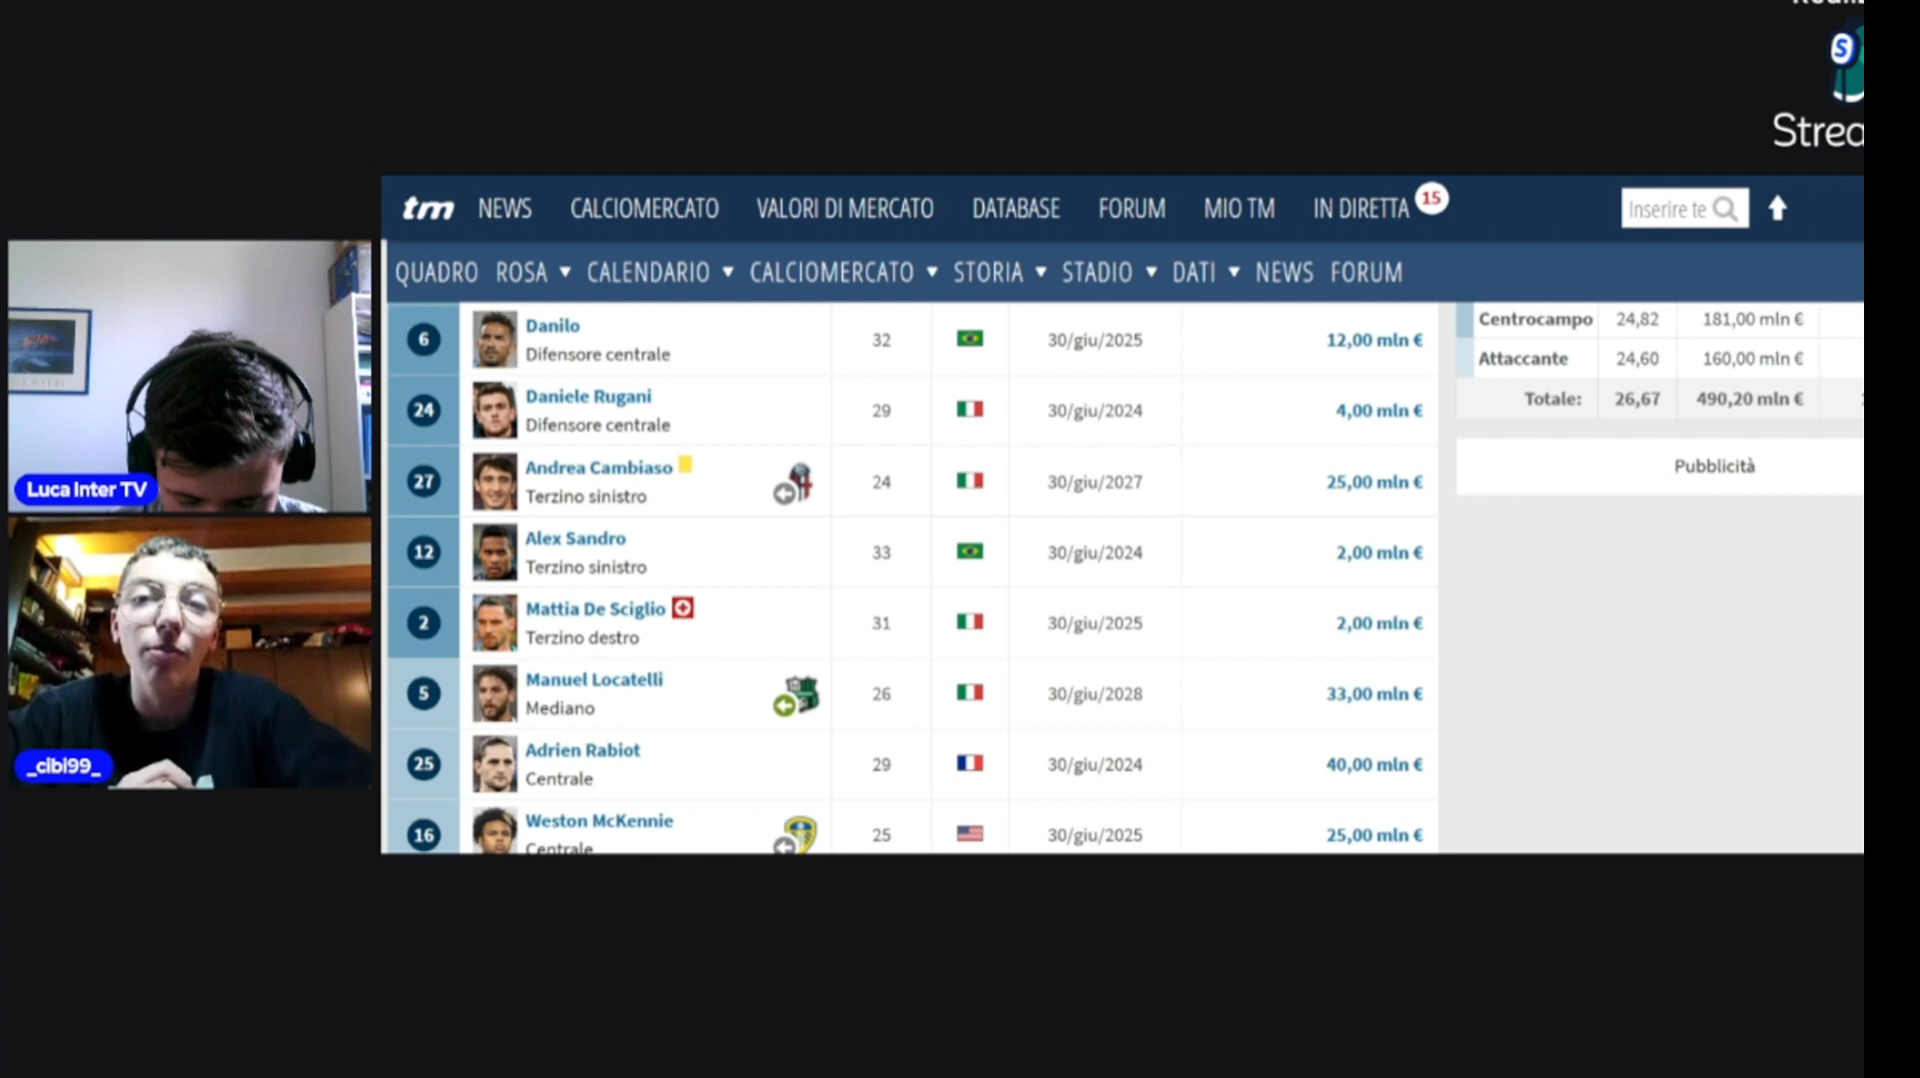 Strea
tm NEWS CALCIOMERCATO VALORI DI MERCATO DATABASE FORUM MIO TM IN DIRETTA 15 Inserire te
QUADRO ROSA CALENDARIO CALCIOMERCATO STORIA STADIO DATI NEWS FORUM
6 Danilo 32 30/giu/2025 12,00 mln €
Difensore centrale
24 Daniele Rugani 29 30/giu/2024 4,00 mln €
Difensore centrale
27 Andrea Cambiaso 24 30/giu/2027 25,00 mln €
Terzino sinistro
12 Alex Sandro 33 30/giu/2024 2,00 mln €
Terzino sinistro
2 Mattia De Sciglio 31 30/giu/2025 2,00 mln €
Terzino destro
5 Manuel Locatelli 26 30/giu/2028 33,00 mln €
Mediano
25 Adrien Rabiot 29 30/giu/2024 40,00 mln €
Centrale
16 Weston McKennie 25 30/giu/2025 25,00 mln €
Centrale
Centrocampo 24,82 181,00 mln €
Attaccante 24,60 160,00 mln €
Totale: 26,67 490,20 mln €
Pubblicità
Luca Inter TV
_cibi99_